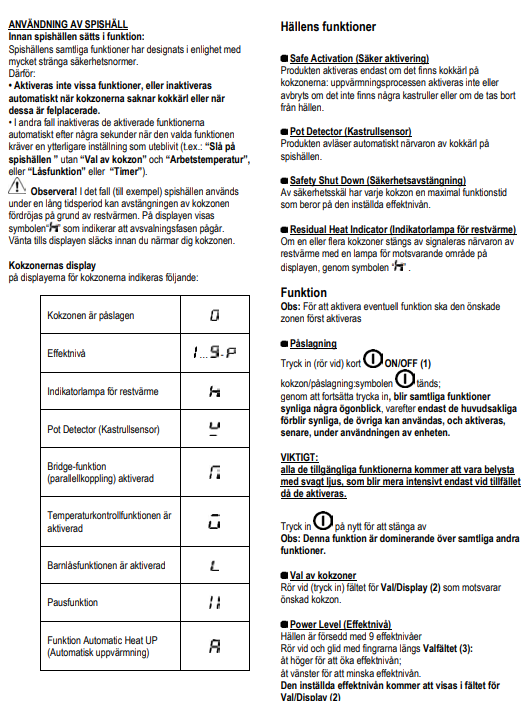 ANVÄNDNING AV SPISHÄLL
Innan spishällen sätts i funktion:
Spishällens samtliga funktioner har designats i enlighet med
mycket stränga säkerhetsnormer.
Därför:
• Aktiveras inte vissa funktioner, eller inaktiveras
automatiskt när kokzonerna saknar kokkärl eller när
dessa är felplacerade.
• I andra fall inaktiveras de aktiverade funktionerna
automatiskt efter några sekunder när den valda funktionen
kräver en ytterligare inställning som uteblivit (t.ex.: “Slå på
spishällen ” utan “Val av kokzon” och “Arbetstemperatur”,
eller “Låsfunktion” eller “Timer”).
Observera! I det fall (till exempel) spishällen används
under en lång tidsperiod kan avstängningen av kokzonen
fördröjas på grund av restvärmen. På displayen visas
symbolen“ ” som indikerar att avsvalningsfasen pågår.
Vänta tills displayen släcks innan du närmar dig kokzonen.
Kokzonernas display
på displayerna för kokzonerna indikeras följande:
Kokzonen är påslagen 0
Effektnivå 1...9-P
Indikatorlampa för restvärme
Pot Detector (Kastrullsensor)
Bridge-funktion
(parallellkoppling) aktiverad
Temperaturkontrollfunktionen är
aktiverad
Barnlåsfunktionen är aktiverad L
Pausfunktion
Funktion Automatic Heat UP
(Automatisk uppvärmning) A
Hällens funktioner
Safe Activation (Säker aktivering)
Produkten aktiveras endast om det finns kokkärl på
kokzonerna: uppvärmningsprocessen aktiveras inte eller
avbryts om det inte finns några kastruller eller om de tas bort
från hällen.
Pot Detector (Kastrullsensor)
Produkten avläser automatiskt närvaron av kokkärl på
spishällen.
Safety Shut Down (Säkerhetsavstängning)
Av säkerhetsskäl har varje kokzon en maximal funktionstid
som beror på den inställda effektnivån.
Residual Heat Indicator (Indikatorlampa för restvärme)
Om en eller flera kokzoner stängs av signaleras närvaron av
restvärme med en lampa för motsvarande område på
displayen, genom symbolen “ ” .
Funktion
Obs: För att aktivera eventuell funktion ska den önskade
zonen först aktiveras
Påslagning
Tryck in (rör vid) kort ON/OFF (1)
kokzon/påslagning:symbolen tänds;
genom att fortsätta trycka in, blir samtliga funktioner
synliga några ögonblick, varefter endast de huvudsakliga
förblir synliga, de övriga kan användas, och aktiveras,
senare, under användningen av enheten.
VIKTIGT:
alla de tillgängliga funktionerna kommer att vara belysta
med svagt ljus, som blir mera intensivt endast vid tillfället
då de aktiveras.
Tryck in på nytt för att stänga av
Obs: Denna funktion är dominerande över samtliga andra
funktioner.
Val av kokzoner
Rör vid (tryck in) fältet för Val/Display (2) som motsvarar
önskad kokzon.
Power Level (Effektnivå)
Hällen är försedd med 9 effektnivåer
Rör vid och glid med fingrarna längs Valfältet (3):
åt höger för att öka effektnivån;
åt vänster för att minska effektnivån.
Den inställda effektnivån kommer att visas i fältet för
Val/Display (2)